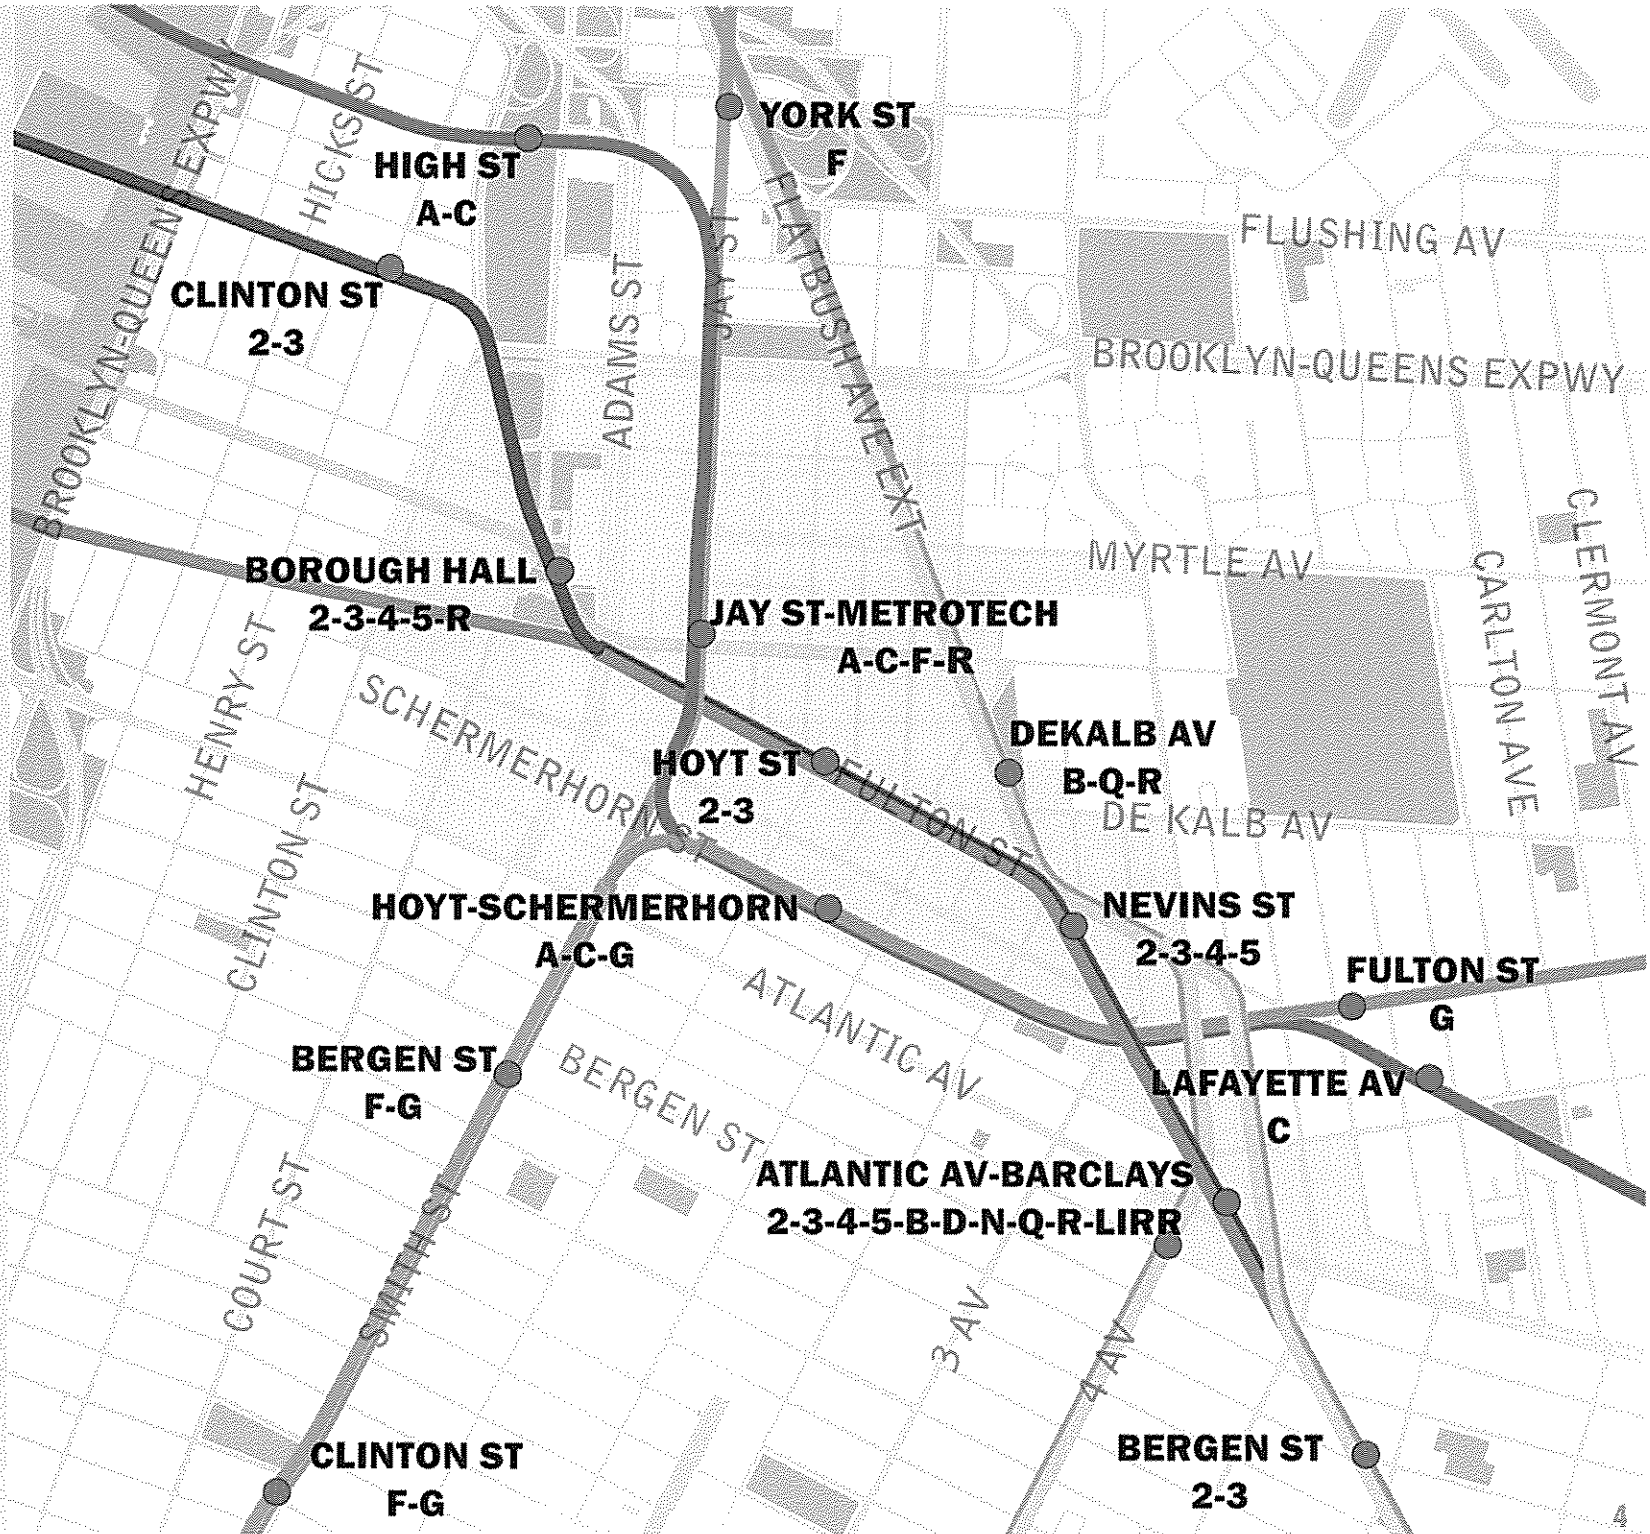 YORK ST
F
HICKS ST
HIGH ST
A-C
BROOKLYN-QUEENS EXPWY
JAY ST
FLATBUSH AVE EXT
FLUSHING AV
CLINTON ST
2-3
ADAMS ST
BROOKLYN-QUEENS EXPWY
BOROUGH HALL
2-3-4-5-R
MYRTLE AV
CARLTON AVE
CLERMONT AV
JAY ST-METROTECH
A-C-F-R
HENRY ST
SCHERMERHORN ST
DEKALB AV
B-Q-R
HOYT ST
2-3
FULTON ST
DE KALB AV
CLINTON ST
HOYT-SCHERMERHORN
A-C-G
NEVINS ST
2-3-4-5
FULTON ST
G
ATLANTIC AV
BERGEN ST
F-G
BERGEN ST
LAFAYETTE AV
C
ATLANTIC AV-BARCLAYS
2-3-4-5-B-D-N-Q-R-LIRR
COURT ST
SMITH ST
3 AV
4 AV
CLINTON ST
F-G
BERGEN ST
2-3
4